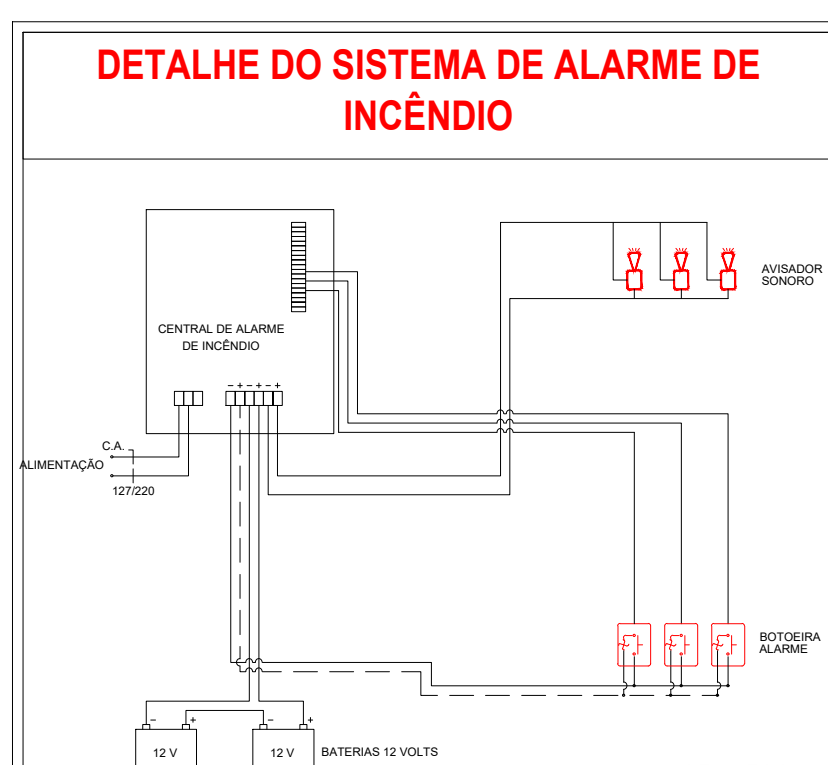 DETALHE DO SISTEMA DE ALARME DE
INCÊNDIO
AVISADOR
SONORO
CENTRAL DE ALARME
DE INCÊNDIO
- + - + - +
C.A.
ALIMENTAÇÃO
127/220
BOTOEIRA
ALARME
- + - +
12 V
12 V
BATERIAS 12 VOLTS